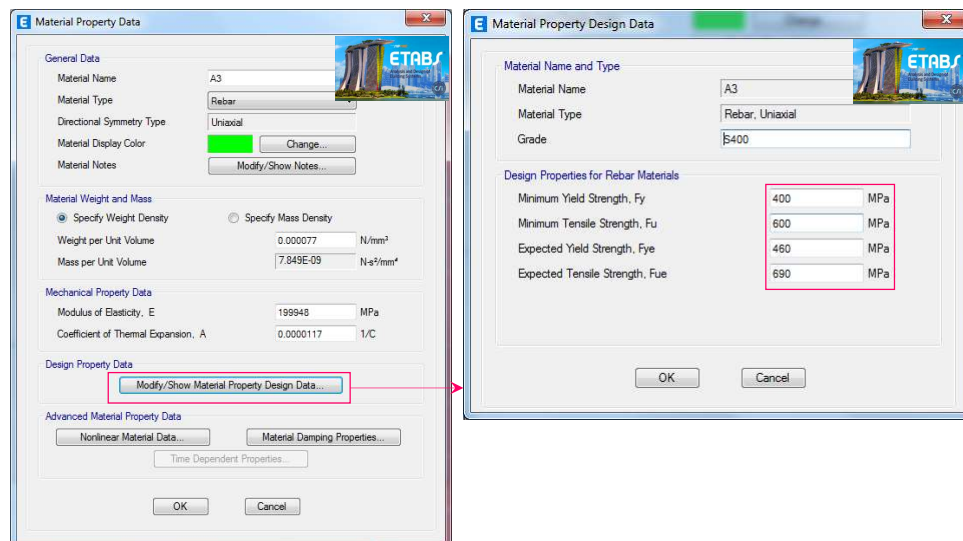 Material Property Data
General Data
Material Name A3
Material Type Rebar
Directional Symmetry Type Uniaxial
Material Display Color Change...
Material Notes Modify/Show Notes...
ETABS
Material Weight and Mass
Specify Weight Density Specify Mass Density
Weight per Unit Volume 0.000077 N/mm³
Mass per Unit Volume 7.849E-09 N-s²/mm⁴
Mechanical Property Data
Modulus of Elasticity, E 199948 MPa
Coefficient of Thermal Expansion, A 0.0000117 1/C
Design Property Data
Modify/Show Material Property Design Data...
Advanced Material Property Data
Nonlinear Material Data... Material Damping Properties...
Time Dependent Properties...
OK Cancel
Material Property Design Data
Material Name and Type
Material Name A3
Material Type Rebar, Uniaxial
Grade S400
ETABS
Design Properties for Rebar Materials
Minimum Yield Strength, Fy 400 MPa
Minimum Tensile Strength, Fu 600 MPa
Expected Yield Strength, Fye 460 MPa
Expected Tensile Strength, Fue 690 MPa
OK Cancel